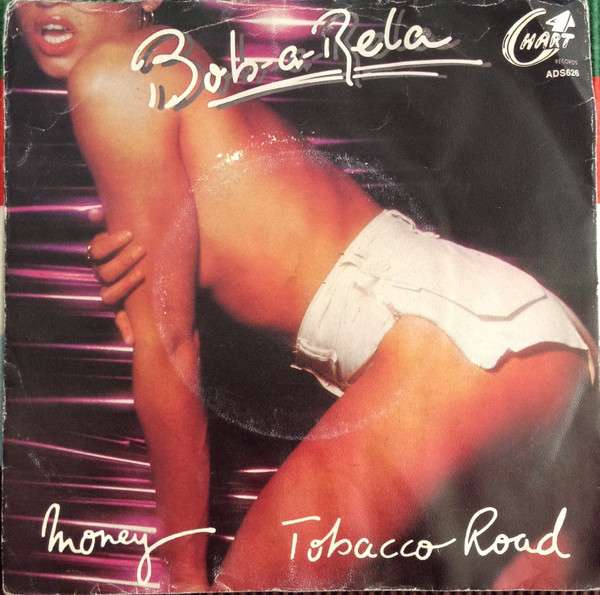 Bob-a-Rela
CHART
RECORDS
ADS626
Money
Tobacco Road